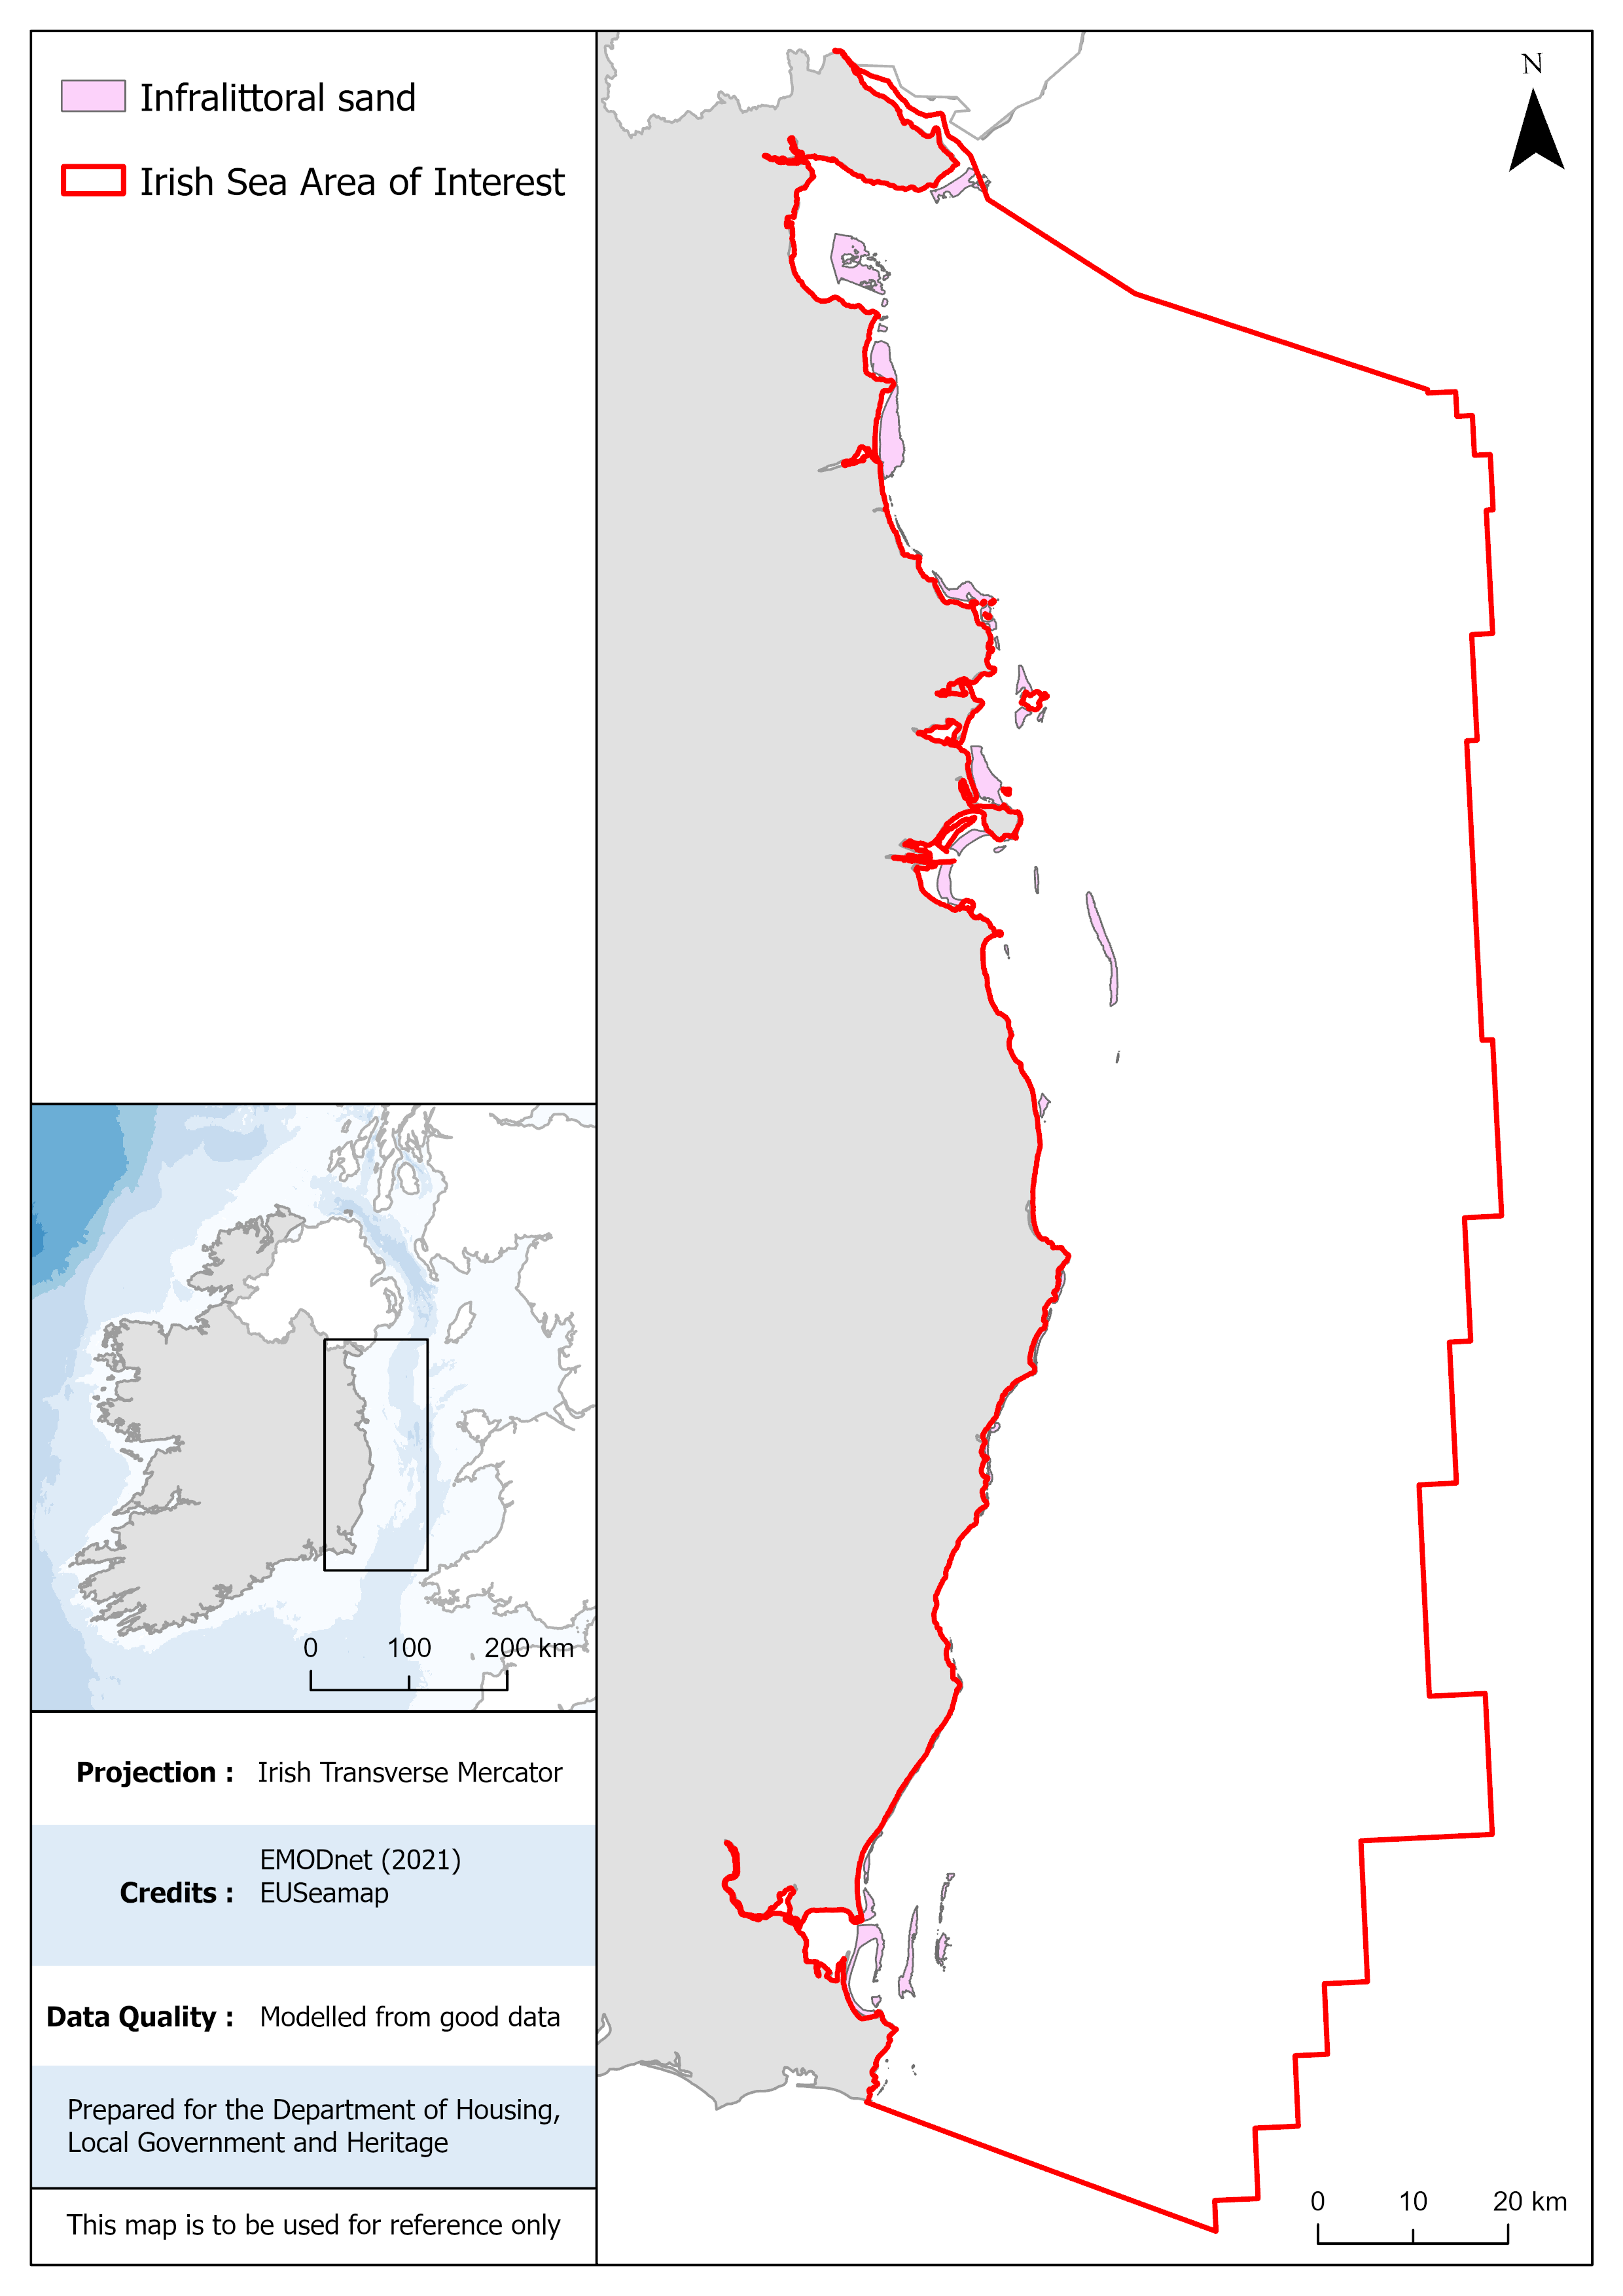 Infralittoral sand
Irish Sea Area of Interest
N
0 100 200 km
Projection : Irish Transverse Mercator
EMODnet (2021)
Credits : EUSeamap
Data Quality : Modelled from good data
Prepared for the Department of Housing,
Local Government and Heritage
This map is to be used for reference only
0 10 20 km